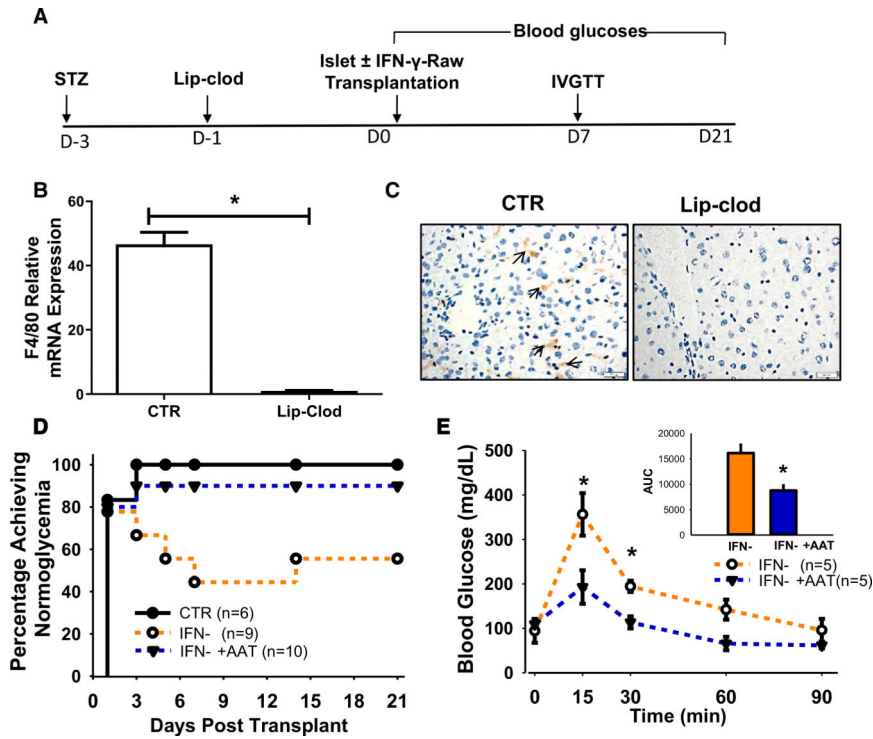 A
Blood glucoses
Islet ± IFN-γ-Raw
Transplantation
STZ
Lip-clod
IVGTT
D-3
D-1
D0
D7
D21
B
*
F4/80 Relative
mRNA Expression
60
40
20
0
CTR
Lip-Clod
C
CTR
Lip-clod
D
Percentage Achieving
Normoglycemia
100
80
60
40
20
0
CTR (n=6)
IFN- (n=9)
IFN- +AAT (n=10)
0 3 6 9 12 15 18 21
Days Post Transplant
E
Blood Glucose (mg/dL)
500
400
300
200
100
0
*
*
AUC
20000
15000
10000
5000
0
*
IFN- IFN- +AAT
IFN- (n=5)
IFN- +AAT(n=5)
0 15 30 60 90
Time (min)